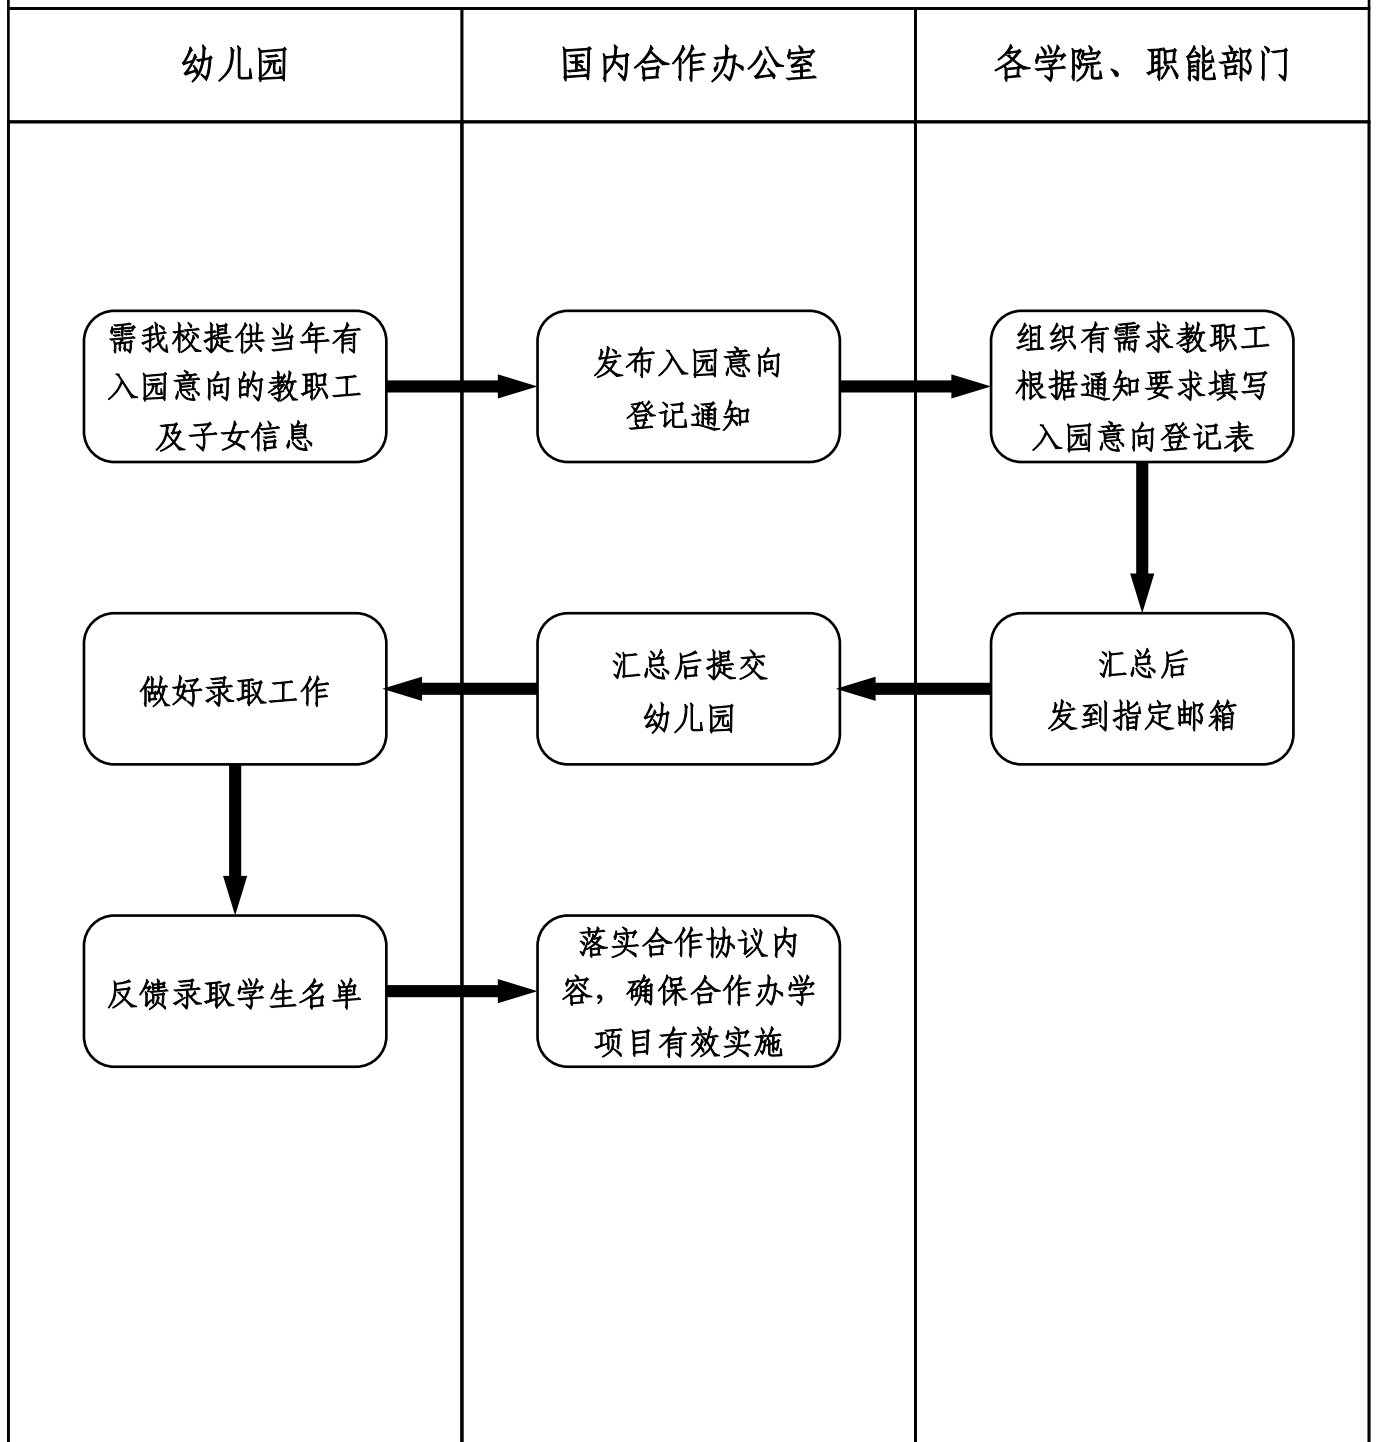 幼儿园
国内合作办公室
各学院、职能部门
需我校提供当年有
入园意向的教职工
及子女信息
发布入园意向
登记通知
组织有需求教职工
根据通知要求填写
入园意向登记表
做好录取工作
汇总后提交
幼儿园
汇总后
发到指定邮箱
反馈录取学生名单
落实合作协议内
容，确保合作办学
项目有效实施